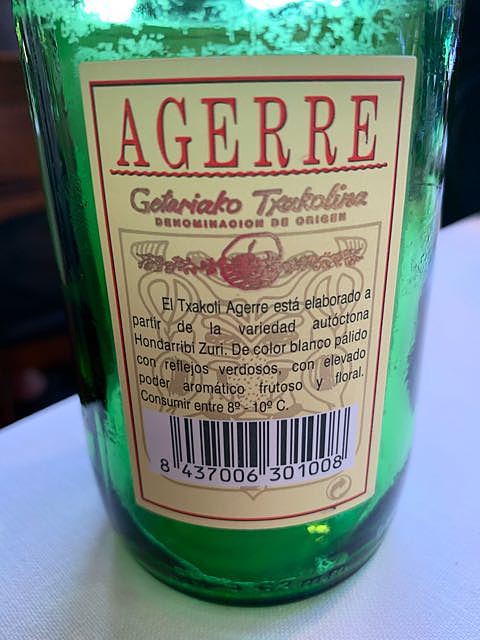 AGERRE
Getariako Txakolina
DENOMINACION DE ORIGEN
El Txakoli Agerre está elaborado a
partir de la variedad autóctona
Hondarribi Zuri. De color blanco pálido
con reflejos verdosos, con elevado
poder aromático frutoso y floral.
Consumir entre 8º - 10º C.
8 437006 301008